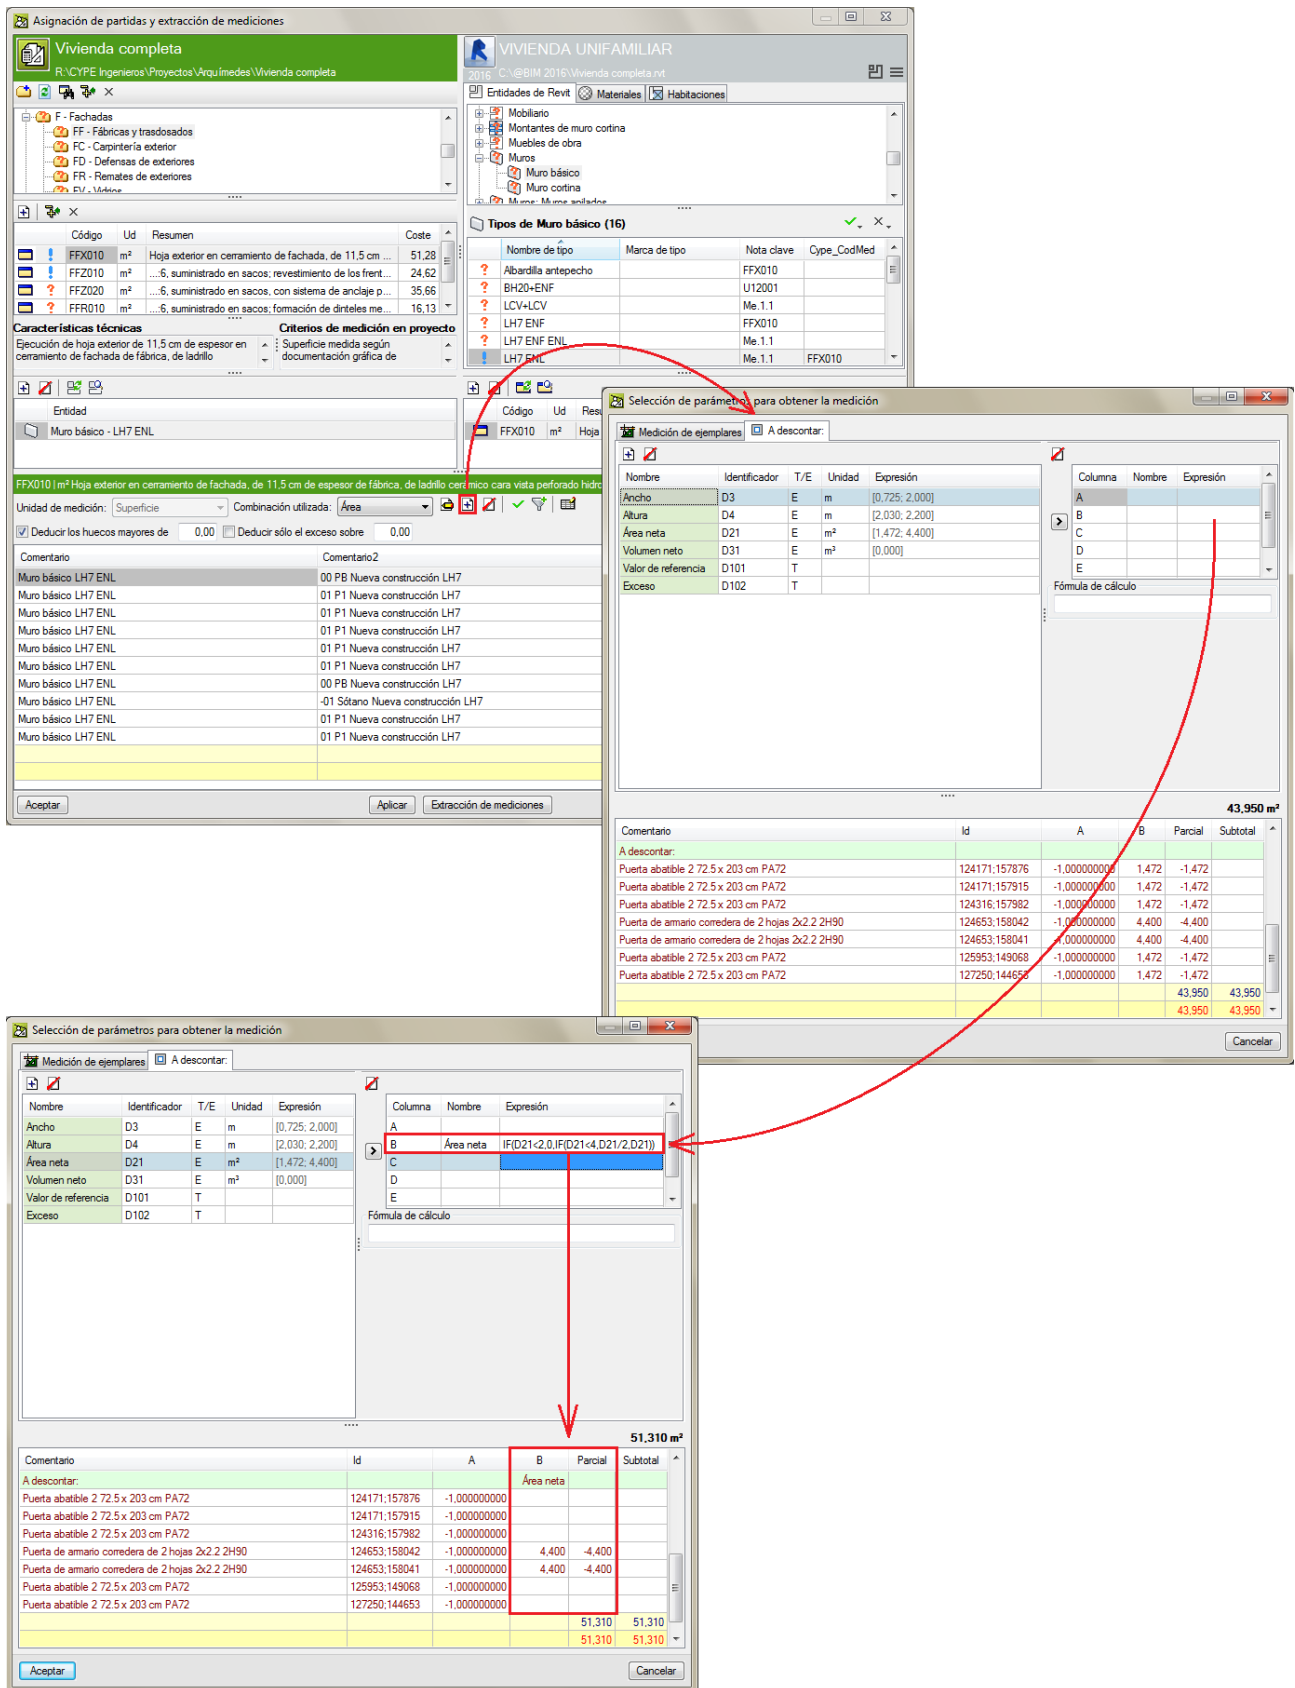 Asignación de partidas y extracción de mediciones
Vivienda completa
R:\CYPE Ingenieros\Proyectos\Arquímedes\Vivienda completa
F - Fachadas
FF - Fábricas y trasdosados
FC - Carpintería exterior
FD - Defensas de exteriores
FR - Remates de exteriores
FV - Vidrios
Código Ud Resumen Coste
FFX010 m² Hoja exterior en cerramiento de fachada, de 11,5 cm ... 51,28
FFZ010 m² ...:6, suministrado en sacos; revestimiento de los frent... 24,62
FFZ020 m² ...:6, suministrado en sacos, con sistema de anclaje p... 35,66
FFR010 m² ...:6, suministrado en sacos; formación de dinteles me... 16,13
Características técnicas Criterios de medición en proyecto
Ejecución de hoja exterior de 11,5 cm de espesor en Superficie medida según
cerramiento de fachada de fábrica, de ladrillo documentación gráfica de
Entidad
Muro básico - LH7 ENL
VIVIENDA UNIFAMILIAR
2016 C:\@BIM 2016\Vivienda completa.rvt
Entidades de Revit Materiales Habitaciones
Mobiliario
Montantes de muro cortina
Muebles de obra
Muros
Muro básico
Muro cortina
Muros: Muros apilados
Tipos de Muro básico (16)
Nombre de tipo Marca de tipo Nota clave Cype_CodMed
Albardilla antepecho FFX010
BH20+ENF U12001
LCV+LCV Me.1.1
LH7 ENF FFX010
LH7 ENF ENL Me.1.1
LH7 ENL Me.1.1 FFX010
Código Ud Resu
FFX010 m² Hoja
FFX010 | m² Hoja exterior en cerramiento de fachada, de 11,5 cm de espesor de fábrica, de ladrillo cerámico cara vista perforado hidro
Unidad de medición: Superficie Combinación utilizada: Área
Deducir los huecos mayores de 0,00 Deducir sólo el exceso sobre 0,00
Comentario Comentario2
Muro básico LH7 ENL 00 PB Nueva construcción LH7
Muro básico LH7 ENL 01 P1 Nueva construcción LH7
Muro básico LH7 ENL 01 P1 Nueva construcción LH7
Muro básico LH7 ENL 01 P1 Nueva construcción LH7
Muro básico LH7 ENL 01 P1 Nueva construcción LH7
Muro básico LH7 ENL 01 P1 Nueva construcción LH7
Muro básico LH7 ENL 00 PB Nueva construcción LH7
Muro básico LH7 ENL -01 Sótano Nueva construcción LH7
Muro básico LH7 ENL 01 P1 Nueva construcción LH7
Muro básico LH7 ENL 01 P1 Nueva construcción LH7
Aceptar Aplicar Extracción de mediciones
Selección de parámetros para obtener la medición
Medición de ejemplares A descontar:
Nombre Identificador T/E Unidad Expresión
Ancho D3 E m [0,725; 2,000]
Altura D4 E m [2,030; 2,200]
Área neta D21 E m² [1,472; 4,400]
Volumen neto D31 E m³ [0,000]
Valor de referencia D101 T
Exceso D102 T
Columna Nombre Expresión
A
B
C
D
E
Fórmula de cálculo
43,950 m²
Comentario Id A B Parcial Subtotal
A descontar:
Puerta abatible 2 72.5 x 203 cm PA72 124171;157876 -1,000000000 1,472 -1,472
Puerta abatible 2 72.5 x 203 cm PA72 124171;157915 -1,000000000 1,472 -1,472
Puerta abatible 2 72.5 x 203 cm PA72 124316;157982 -1,000000000 1,472 -1,472
Puerta de armario corredera de 2 hojas 2x2.2 2H90 124653;158042 -1,000000000 4,400 -4,400
Puerta de armario corredera de 2 hojas 2x2.2 2H90 124653;158041 -1,000000000 4,400 -4,400
Puerta abatible 2 72.5 x 203 cm PA72 125953;149068 -1,000000000 1,472 -1,472
Puerta abatible 2 72.5 x 203 cm PA72 127250;144653 -1,000000000 1,472 -1,472
43,950 43,950
43,950 43,950
Cancelar
Selección de parámetros para obtener la medición
Medición de ejemplares A descontar:
Nombre Identificador T/E Unidad Expresión
Ancho D3 E m [0,725; 2,000]
Altura D4 E m [2,030; 2,200]
Área neta D21 E m² [1,472; 4,400]
Volumen neto D31 E m³ [0,000]
Valor de referencia D101 T
Exceso D102 T
Columna Nombre Expresión
A
B Área neta IF(D21<2,0,IF(D21<4,D21/2,D21))
C
D
E
Fórmula de cálculo
51,310 m²
Comentario Id A B Parcial Subtotal
A descontar: Área neta
Puerta abatible 2 72.5 x 203 cm PA72 124171;157876 -1,000000000
Puerta abatible 2 72.5 x 203 cm PA72 124171;157915 -1,000000000
Puerta abatible 2 72.5 x 203 cm PA72 124316;157982 -1,000000000
Puerta de armario corredera de 2 hojas 2x2.2 2H90 124653;158042 -1,000000000 4,400 -4,400
Puerta de armario corredera de 2 hojas 2x2.2 2H90 124653;158041 -1,000000000 4,400 -4,400
Puerta abatible 2 72.5 x 203 cm PA72 125953;149068 -1,000000000
Puerta abatible 2 72.5 x 203 cm PA72 127250;144653 -1,000000000
51,310 51,310
51,310 51,310
Aceptar Cancelar